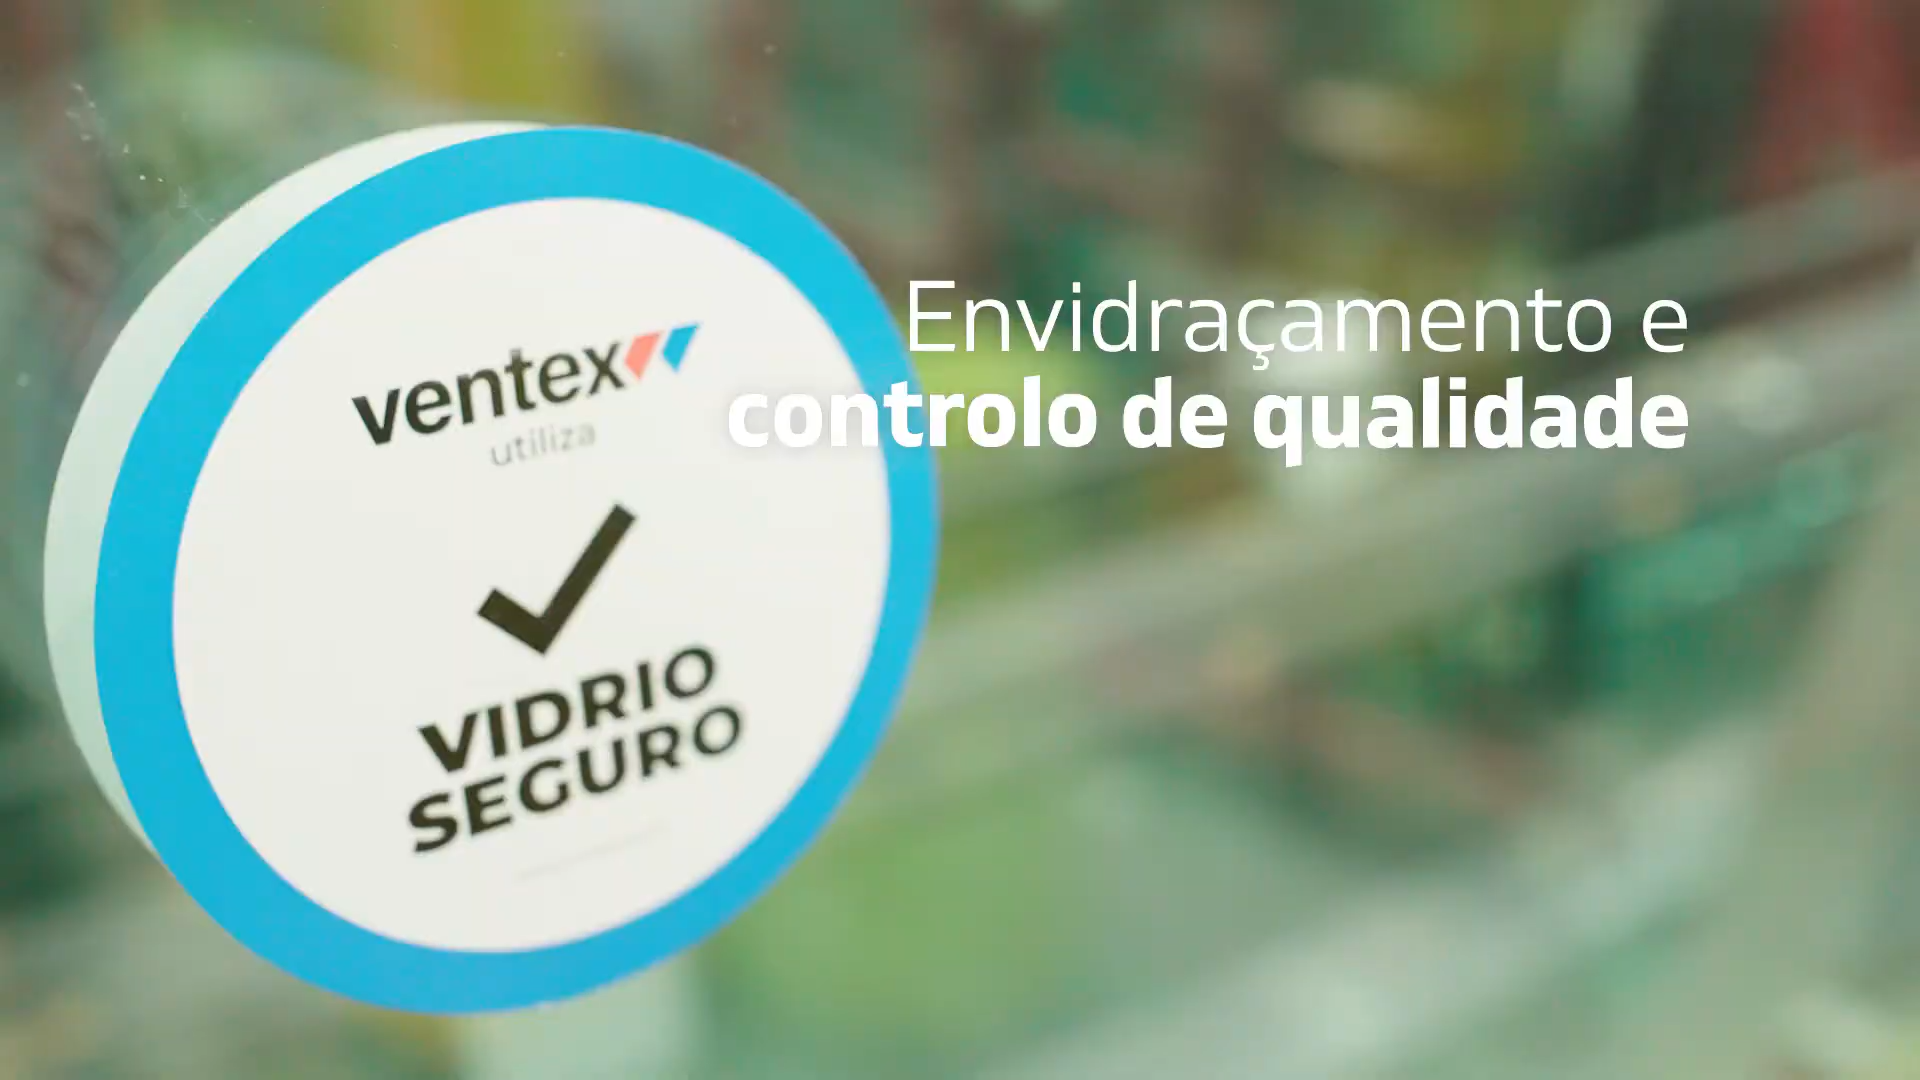 ventex
utiliza
VIDRIO
SEGURO
Envidraçamento e
controlo de qualidade